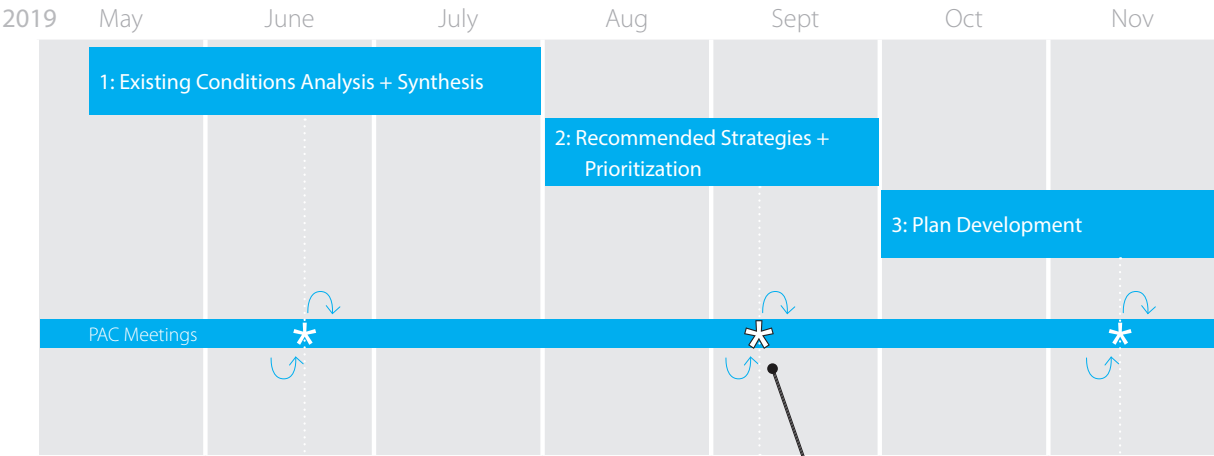 2019 May June July Aug Sept Oct Nov
1: Existing Conditions Analysis + Synthesis
2: Recommended Strategies +
Prioritization
3: Plan Development
PAC Meetings